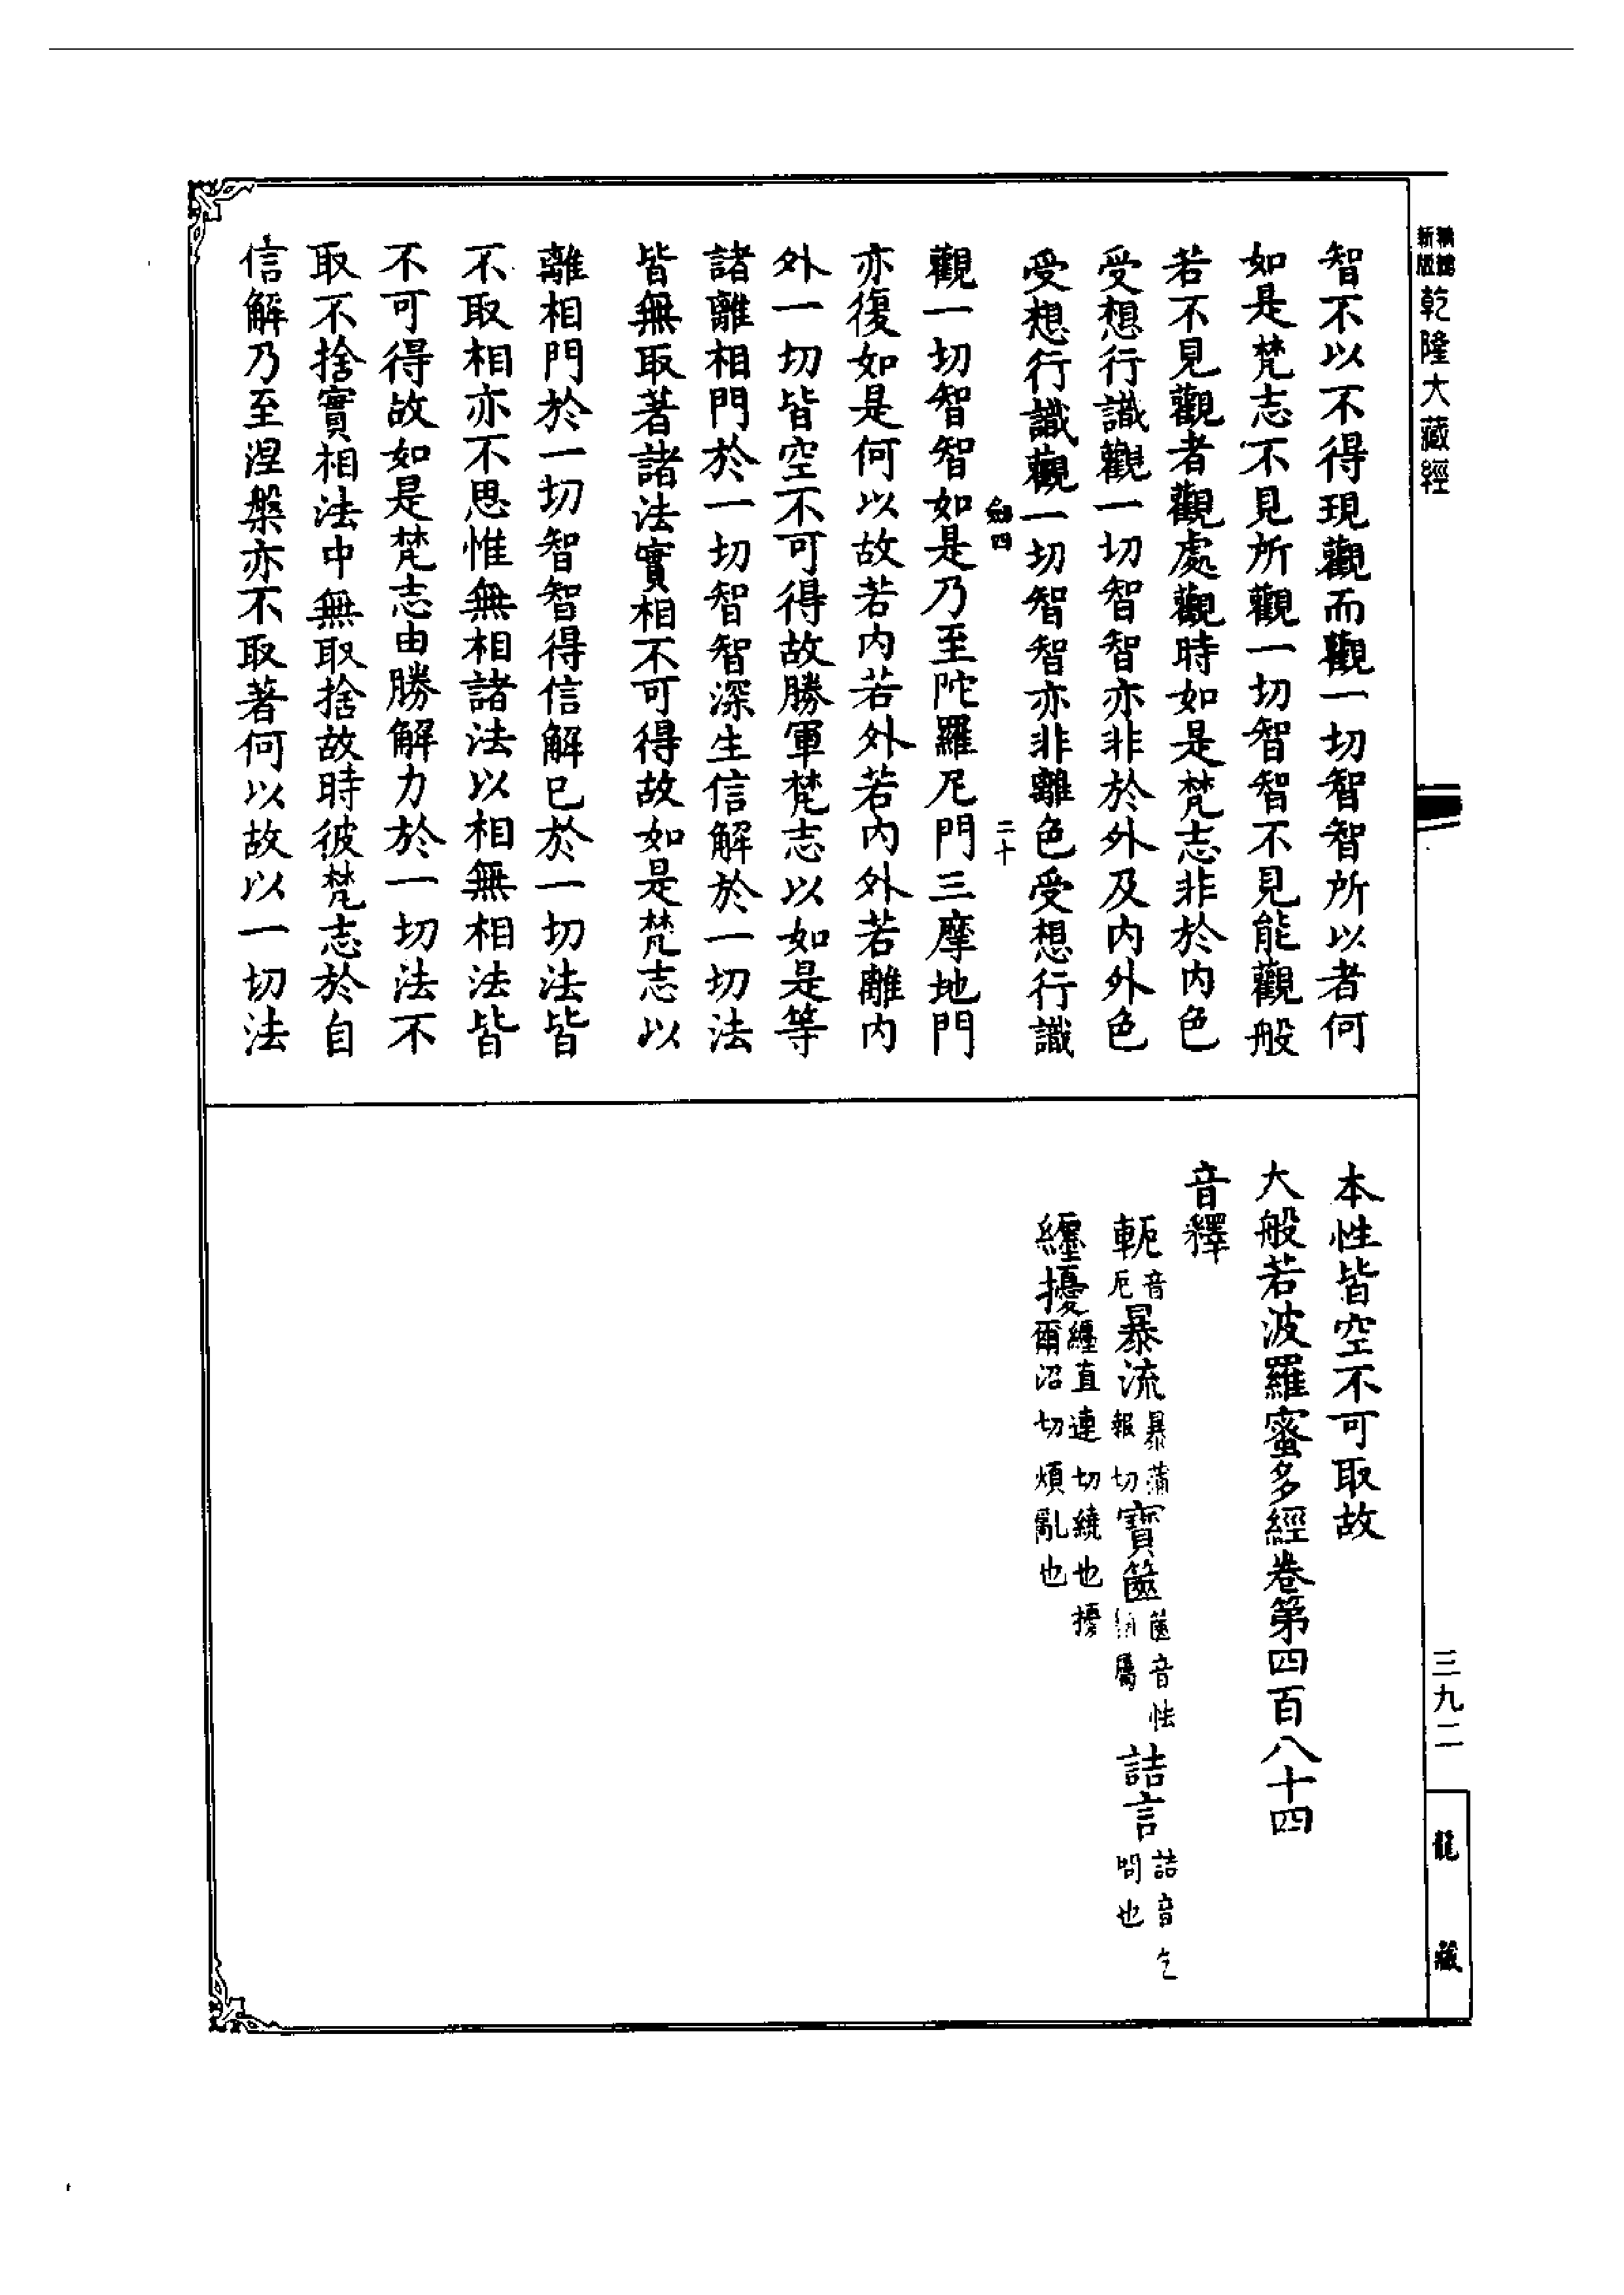 新版
乾隆大藏經
智不以不得現觀而觀一切智智所以者何
如是梵志不見所觀一切智智不見能觀般
若不見觀者觀處觀時如是梵志非於内色
受想行識觀一切智智亦非於外及内外色
受想行識觀一切智智亦非離色受想行識
四
二十
觀一切智智如是乃至陀羅尼門三摩地門
亦復如是何以故若内若外若内外若離内
外一切皆空不可得故勝軍梵志以如是等
諸離相門於一切智智深生信解於一切法
皆無取著諸法實相不可得故如是梵志以
離相門於一切智智得信解已於一切法皆
不取相亦不思惟無相諸法以相無相法皆
不可得故如是梵志由勝解力於一切法不
取不捨實相法中無取捨故時彼梵志於自
信解乃至涅槃亦不取著何以故以一切法
本性皆空不可取故
大般若波羅蜜多經卷第四百八十四
音釋
軛音厄暴流暴蒲報切寶篋篋音怯屬詰言詰音乞問也
纏擾纏直連切繞也擾爾沼切煩亂也
三九二
龍藏